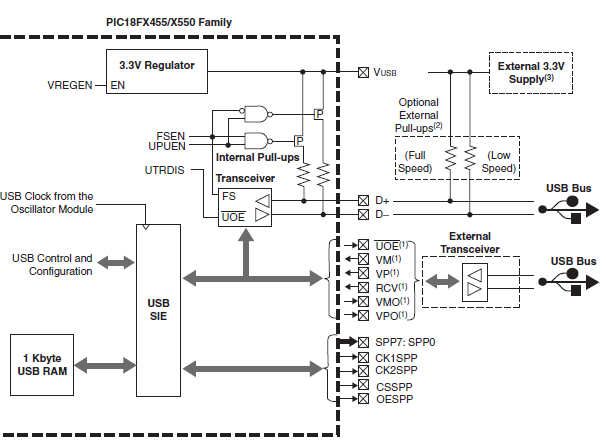 PIC18FX455/X550 Family
3.3V Regulator
VREGEN
EN
VUSB
External 3.3V
Supply(3)
Optional
External
Pull-ups(2)
P
FSEN
UPUEN
P
Internal Pull-ups
(Full
Speed)
(Low
Speed)
UTRDIS
Transceiver
FS
UOE
USB Bus
USB Clock from the
Oscillator Module
D+
D–
USB Control and
Configuration
UOE(1)
VM(1)
VP(1)
RCV(1)
VMO(1)
VPO(1)
External
Transceiver
USB Bus
USB
SIE
1 Kbyte
USB RAM
SPP7: SPP0
CK1SPP
CK2SPP
CSSPP
OESPP